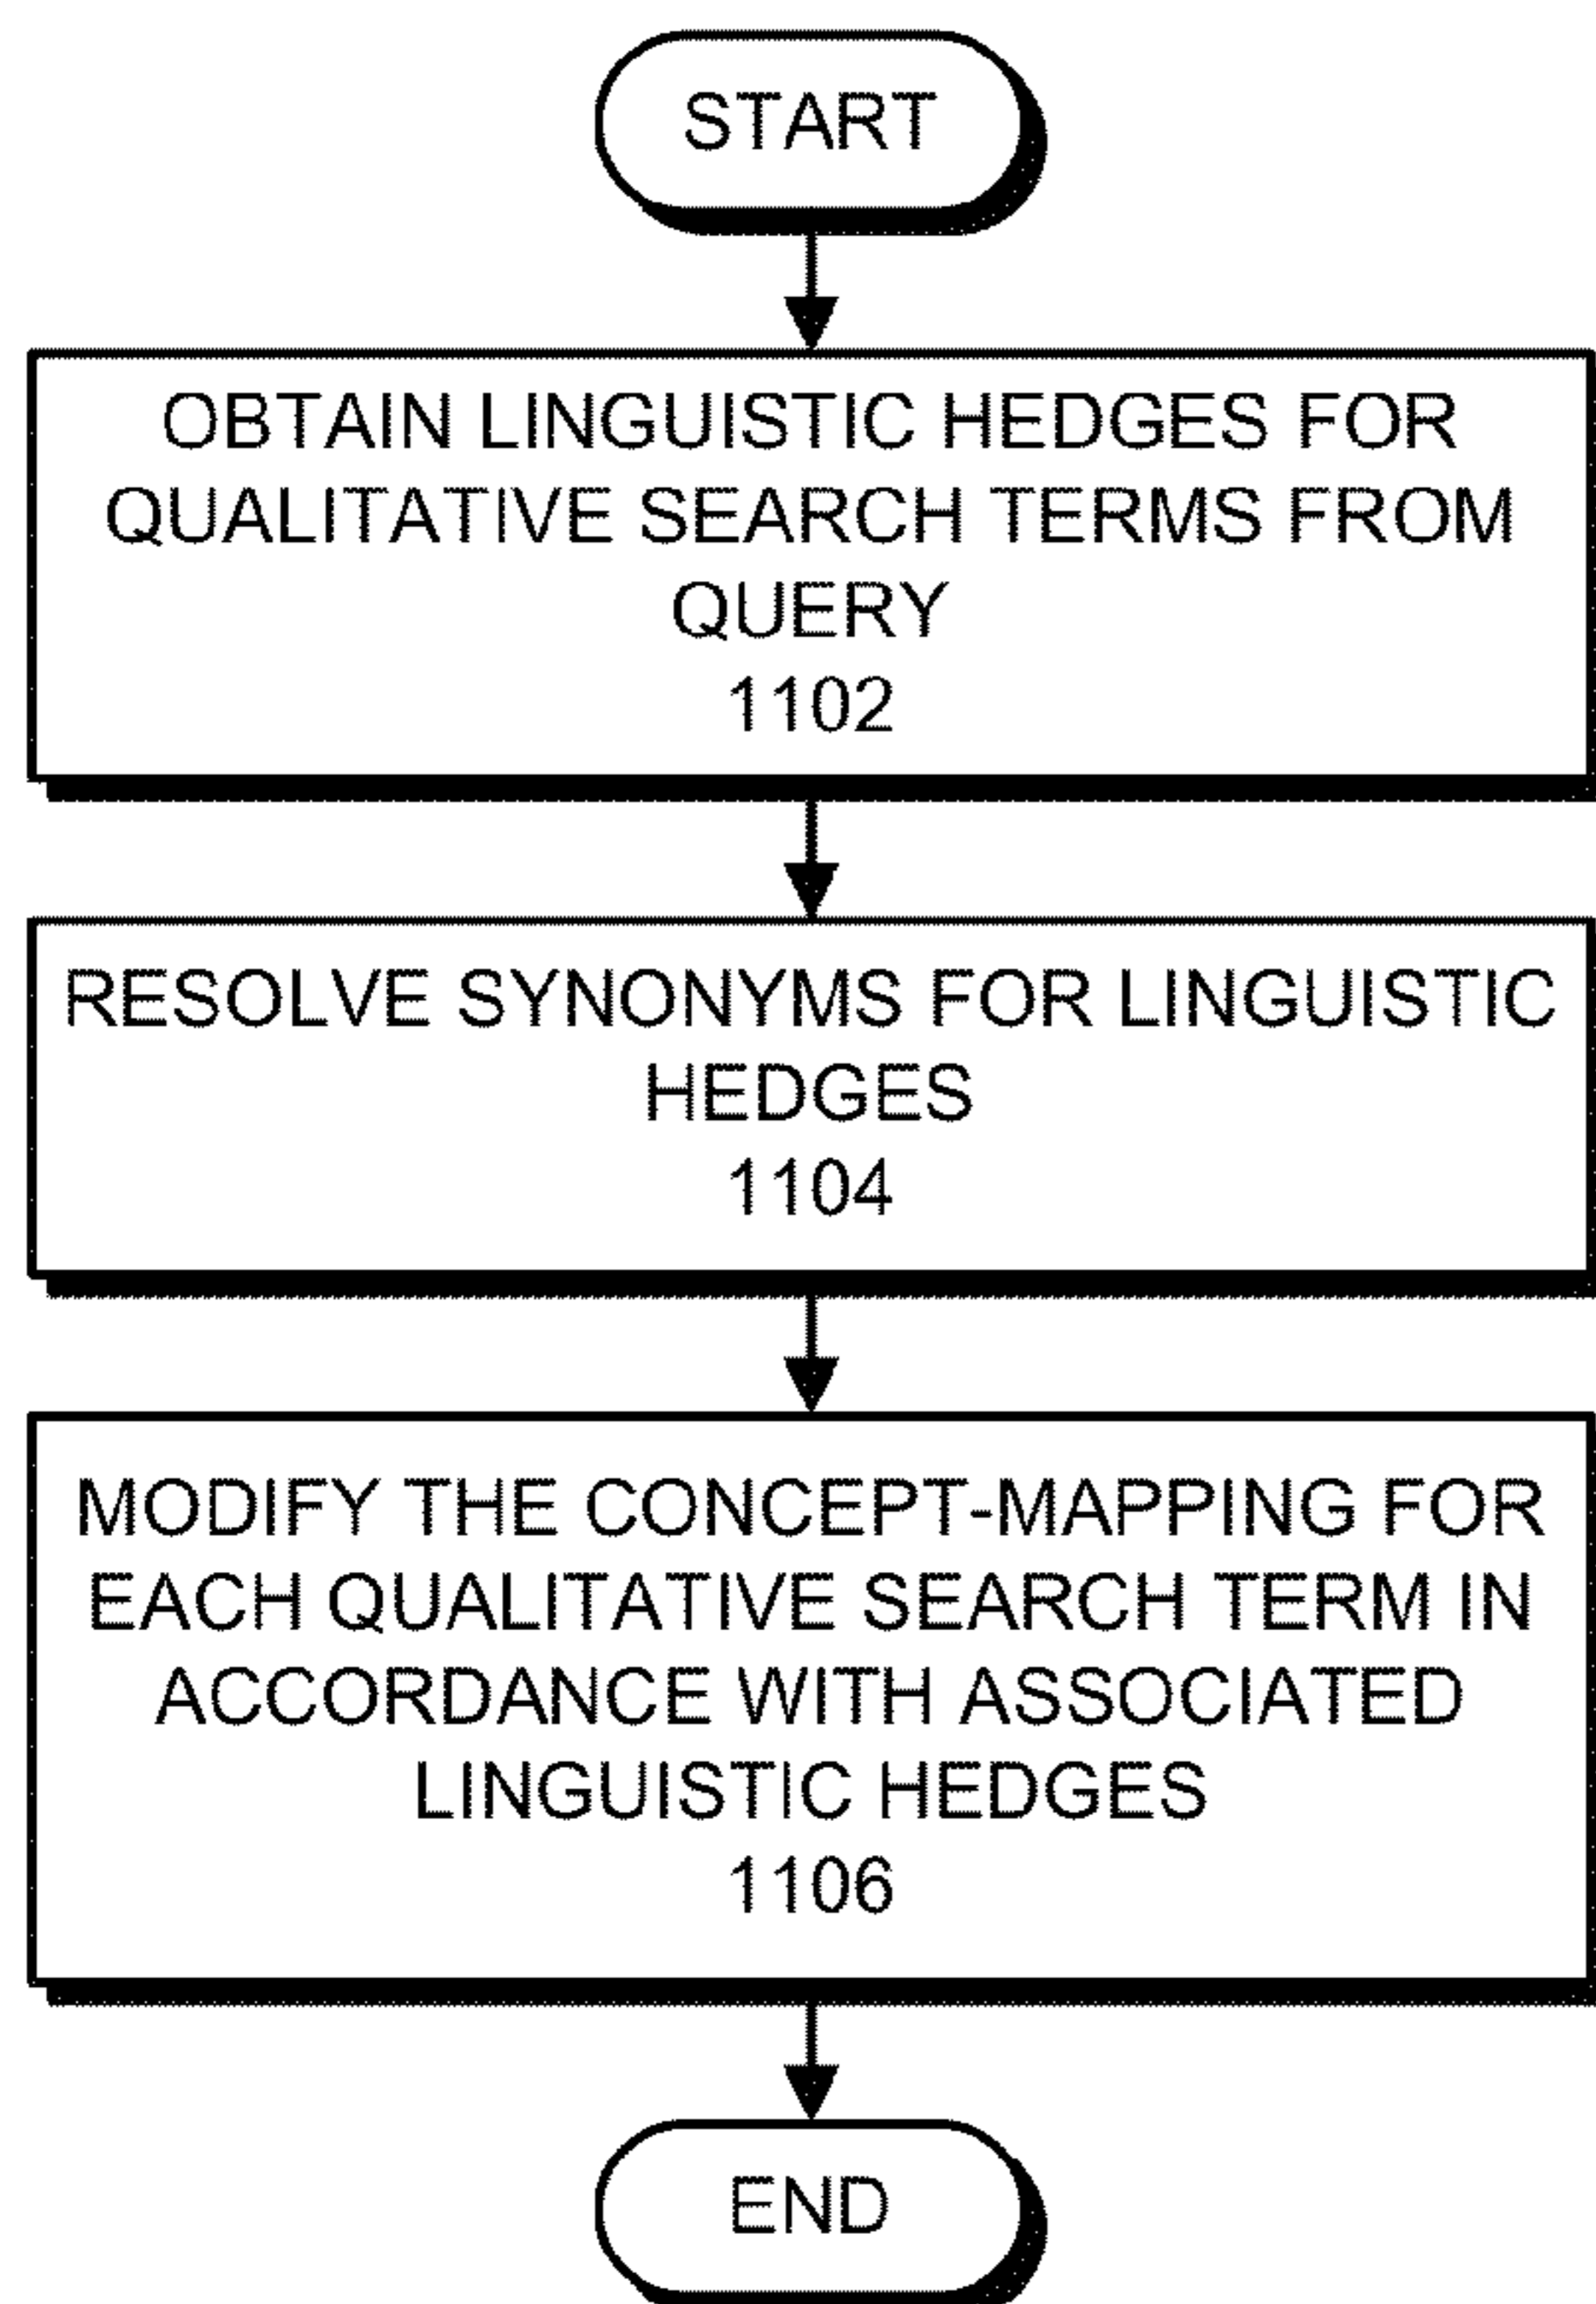 START
OBTAIN LINGUISTIC HEDGES FOR
QUALITATIVE SEARCH TERMS FROM
QUERY
1102
RESOLVE SYNONYMS FOR LINGUISTIC
HEDGES
1104
MODIFY THE CONCEPT-MAPPING FOR
EACH QUALITATIVE SEARCH TERM IN
ACCORDANCE WITH ASSOCIATED
LINGUISTIC HEDGES
1106
END